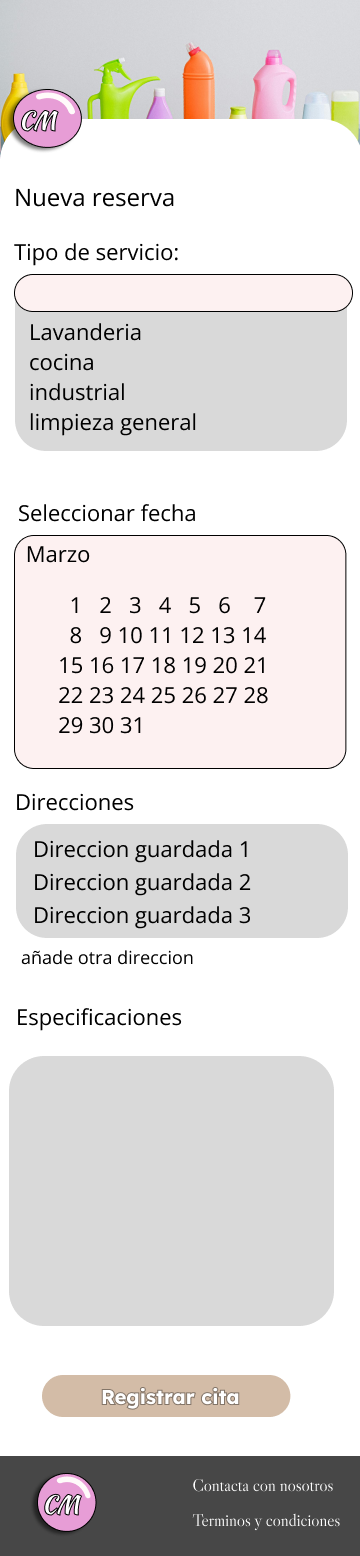 CM
Nueva reserva
Tipo de servicio:
Lavanderia
cocina
industrial
limpieza general
Seleccionar fecha
Marzo
1 2 3 4 5 6 7
8 9 10 11 12 13 14
15 16 17 18 19 20 21
22 23 24 25 26 27 28
29 30 31
Direcciones
Direccion guardada 1
Direccion guardada 2
Direccion guardada 3
añade otra direccion
Especificaciones
Registrar cita
CM
Contacta con nosotros
Terminos y condiciones